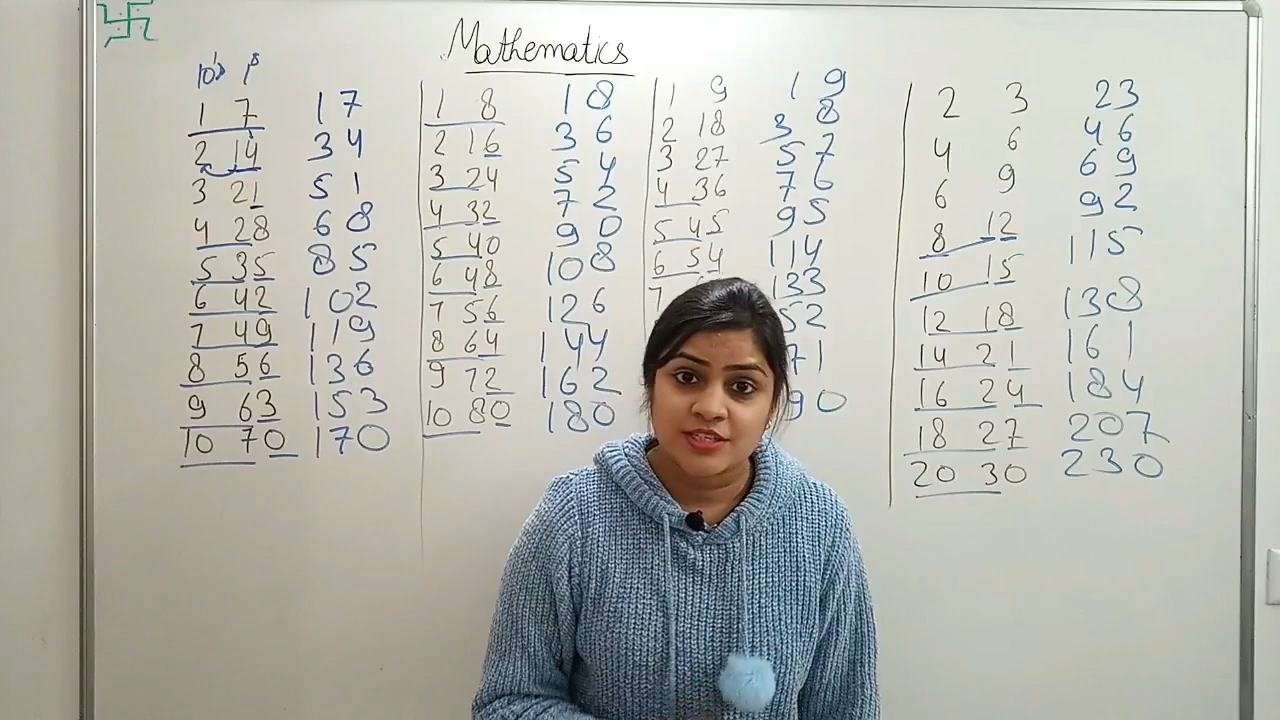 Mathematics
10's 1's
1 7 17
2 14 34
3 21 51
4 28 68
5 35 85
6 42 102
7 49 119
8 56 136
9 63 153
10 70 170
1 8 18
2 16 36
3 24 54
4 32 72
5 40 90
6 48 108
7 56 126
8 64 144
9 72 162
10 80 180
1 9 19
2 18 38
3 27 57
4 36 76
5 45 95
6 54 114
7 133
52
71
90
2 3 23
4 6 46
6 9 69
8 12 92
10 15 115
12 18 138
14 21 161
16 24 184
18 27 207
20 30 230